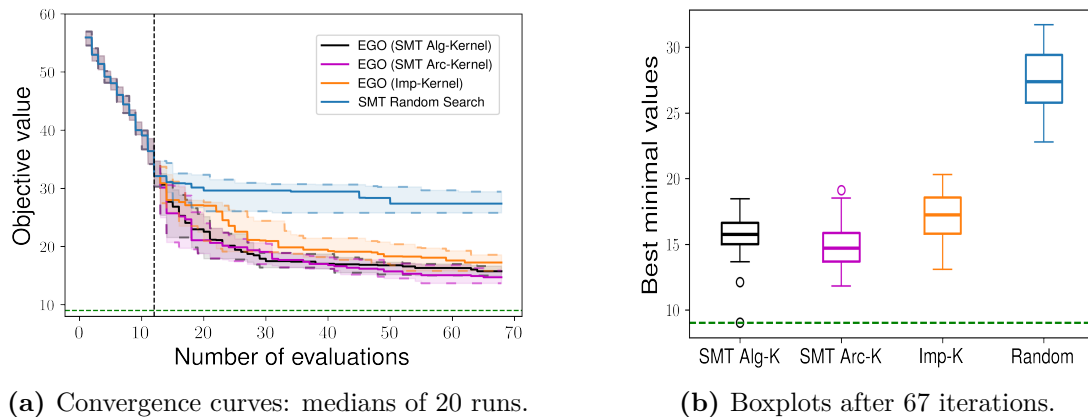 60
50
40
30
20
10
Objective value
EGO (SMT Alg-Kernel)
EGO (SMT Arc-Kernel)
EGO (Imp-Kernel)
SMT Random Search
0 10 20 30 40 50 60 70
Number of evaluations
(a) Convergence curves: medians of 20 runs.
30
25
20
15
10
Best minimal values
SMT Alg-K SMT Arc-K Imp-K Random
(b) Boxplots after 67 iterations.